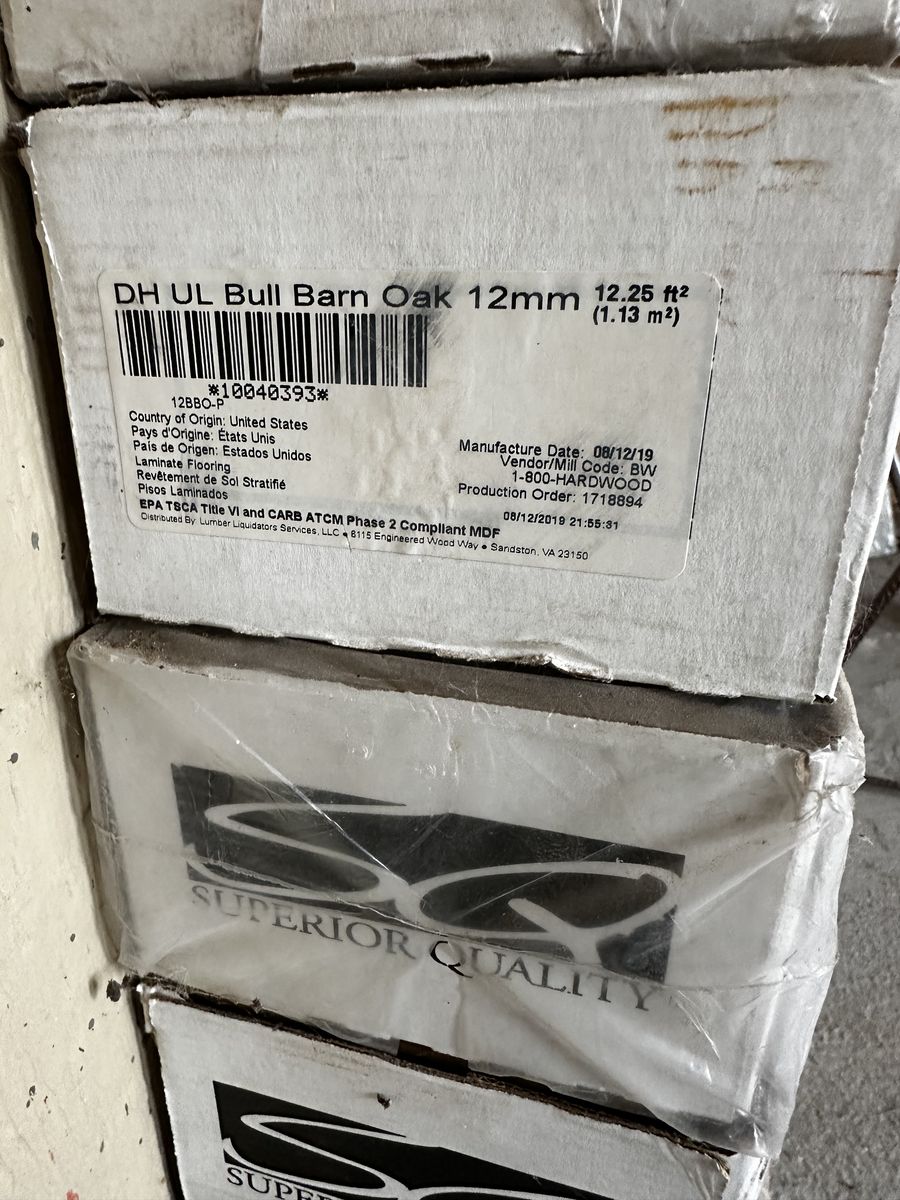 DH UL Bull Barn Oak 12mm
12.25 ft²
(1.13 m²)
*10040393*
12BBO-P
Country of Origin: United States
Pays d'Origine: États Unis
País de Origen: Estados Unidos
Laminate Flooring
Revêtement de Sol Stratifié
Pisos Laminados
Manufacture Date: 08/12/19
Vendor/Mill Code: BW
1-800-HARDWOOD
Production Order: 1718894
08/12/2019 21:55:31
EPA TSCA Title VI and CARB ATCM Phase 2 Compliant MDF
Distributed By: Lumber Liquidators Services, LLC • 6115 Engineered Wood Way • Sandston, VA 23150
SQ
SUPERIOR QUALITY
SQ